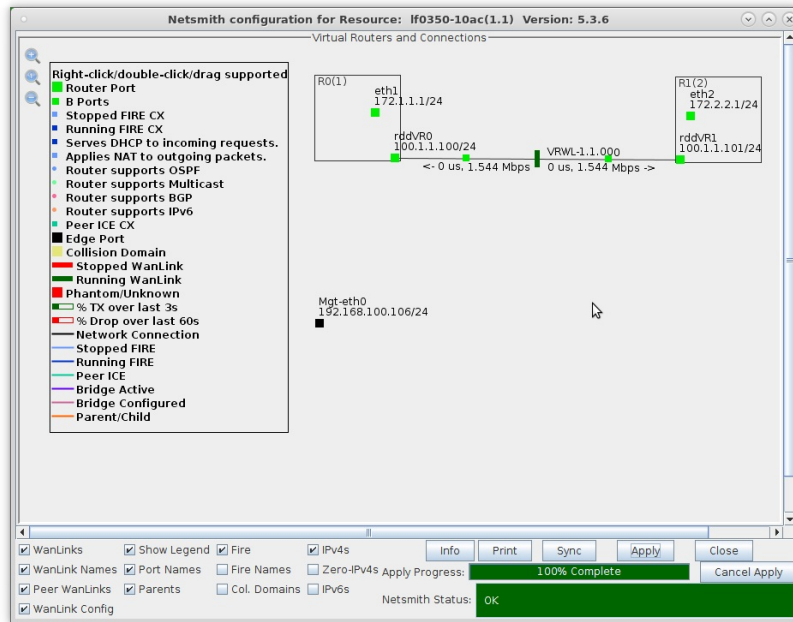 Netsmith configuration for Resource: lf0350-10ac(1.1) Version: 5.3.6
Virtual Routers and Connections
Right-click/double-click/drag supported
Router Port
B Ports
Stopped FIRE CX
Running FIRE CX
Serves DHCP to incoming requests.
Applies NAT to outgoing packets.
Router supports OSPF
Router supports Multicast
Router supports BGP
Router supports IPv6
Peer ICE CX
Edge Port
Collision Domain
Stopped WanLink
Running WanLink
Phantom/Unknown
% TX over last 3s
% Drop over last 60s
Network Connection
Stopped FIRE
Running FIRE
Peer ICE
Bridge Active
Bridge Configured
Parent/Child
R0(1)
eth1
172.1.1.1/24
rddVR0
100.1.1.100/24
VRWL-1.1.000
<- 0 us, 1.544 Mbps 0 us, 1.544 Mbps ->
R1(2)
eth2
172.2.2.1/24
rddVR1
100.1.1.101/24
Mgt-eth0
192.168.100.106/24
WanLinks Show Legend Fire IPv4s Info Print Sync Apply Close
WanLink Names Port Names Fire Names Zero-IPv4s Apply Progress: 100% Complete Cancel Apply
Peer WanLinks Parents Col. Domains IPv6s Netsmith Status: OK
WanLink Config